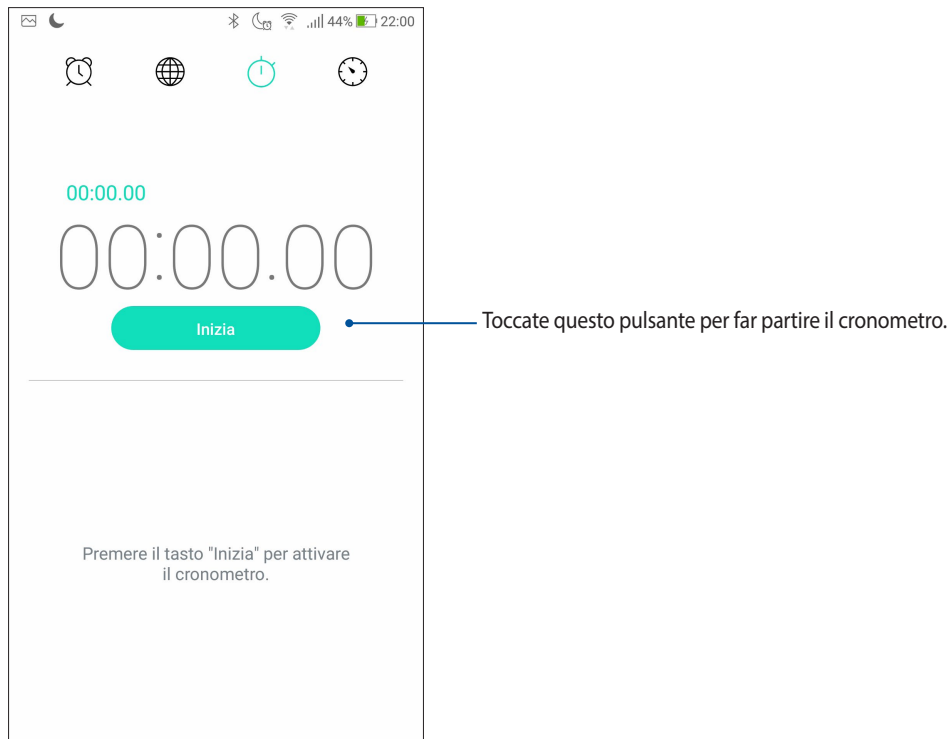 44% 22:00
00:00.00
00:00.00
Inizia
Toccate questo pulsante per far partire il cronometro.
Premere il tasto "Inizia" per attivare
il cronometro.